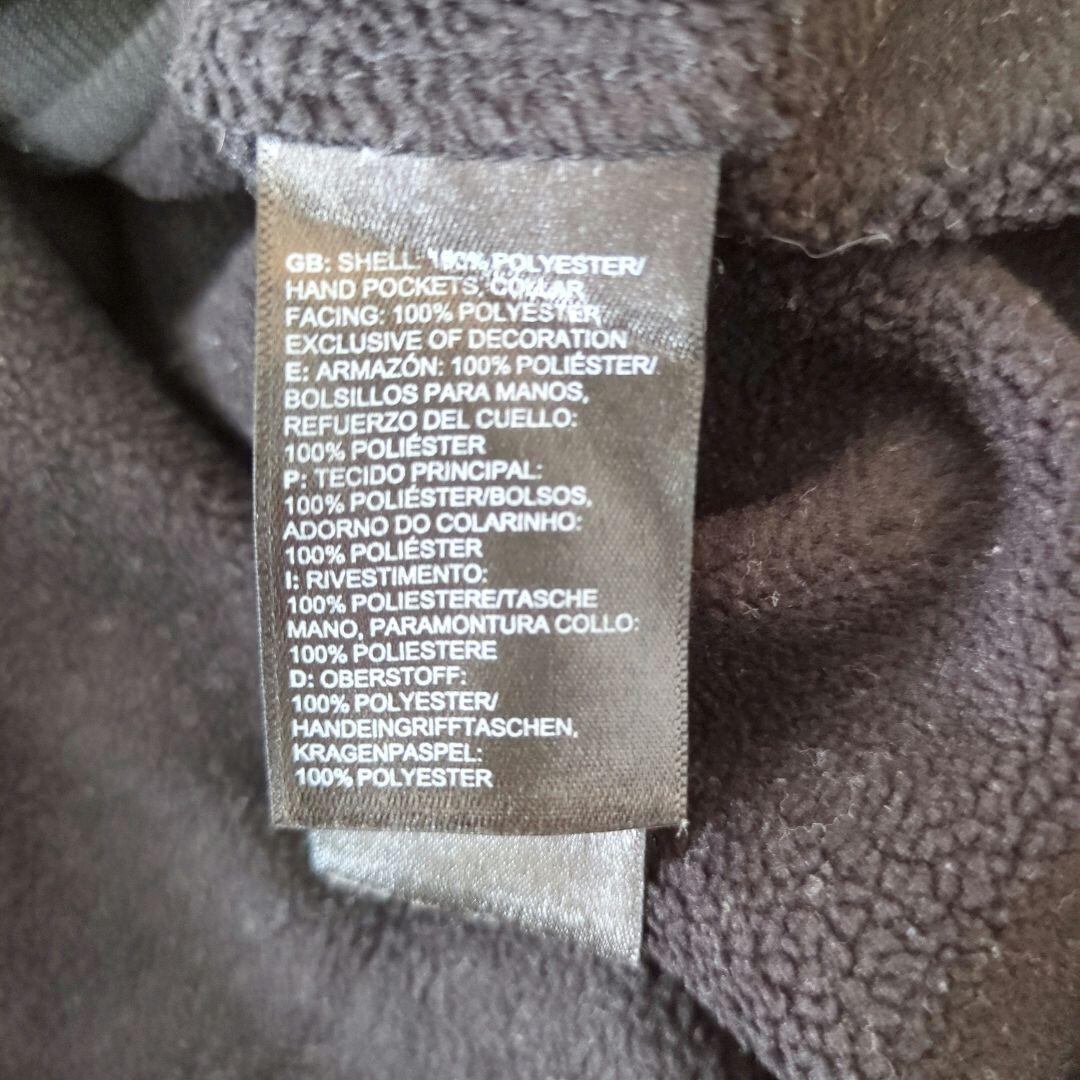 GB: SHELL: 100% POLYESTER/
HAND POCKETS, COLLAR
FACING: 100% POLYESTER
EXCLUSIVE OF DECORATION
E: ARMAZÓN: 100% POLIÉSTER/
BOLSILLOS PARA MANOS,
REFUERZO DEL CUELLO:
100% POLIÉSTER
P: TECIDO PRINCIPAL:
100% POLIÉSTER/BOLSOS,
ADORNO DO COLARINHO:
100% POLIÉSTER
I: RIVESTIMENTO:
100% POLIESTERE/TASCHE
MANO, PARAMONTURA COLLO:
100% POLIESTERE
D: OBERSTOFF:
100% POLYESTER/
HANDEINGRIFFTASCHEN,
KRAGENPASPEL:
100% POLYESTER